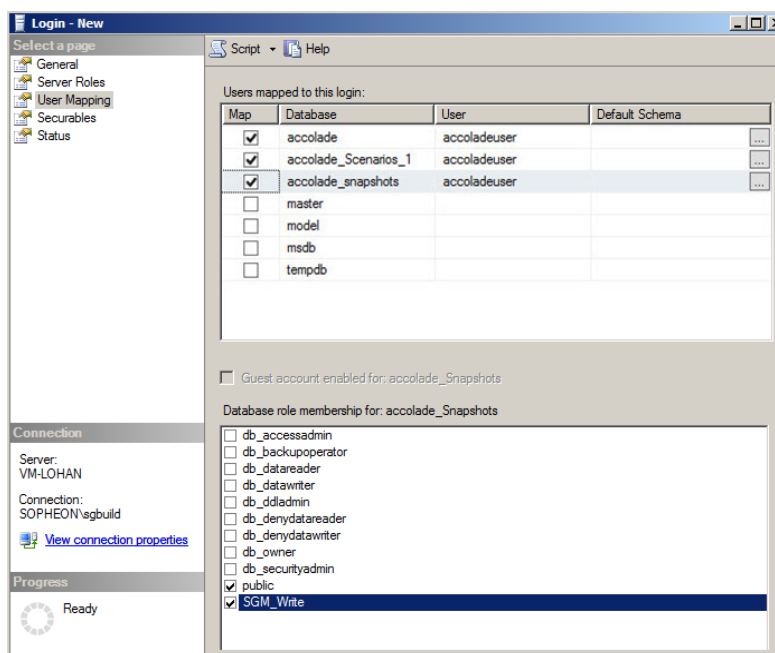 Login - New
Select a page
General
Server Roles
User Mapping
Securables
Status
Script Help
Users mapped to this login:
Map Database User Default Schema
accolade accoladeuser ...
accolade_Scenarios_1 accoladeuser ...
accolade_snapshots accoladeuser ...
master
model
msdb
tempdb
Guest account enabled for: accolade_Snapshots
Database role membership for: accolade_Snapshots
db_accessadmin
db_backupoperator
db_datareader
db_datawriter
db_ddladmin
db_denydatareader
db_denydatawriter
db_owner
db_securityadmin
public
SGM_Write
Connection
Server:
VM-LOHAN
Connection:
SOPHEON\sgbuild
View connection properties
Progress
Ready